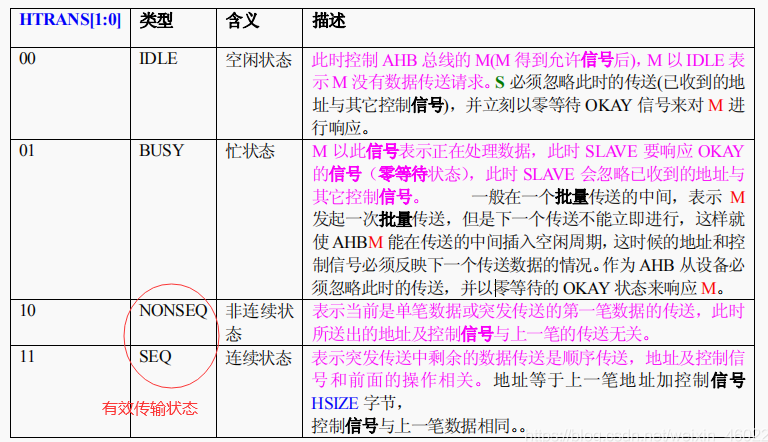 HTRANS[1:0] 类型 含义 描述
00 IDLE 空闲状态 此时控制 AHB 总线的 M(M 得到允许信号后), M 以 IDLE 表
示 M 没有数据传送请求。S 必须忽略此时的传送(已收到的地
址与其它控制信号)，并立刻以零等待 OKAY 信号来对 M 进
行响应。
01 BUSY 忙状态 M 以此信号表示正在处理数据，此时 SLAVE 要响应 OKAY
的信号（零等待状态)，此时 SLAVE 会忽略已收到的地址与
其它控制信号。 一般在一个批量传送的中间，表示 M
发起一次批量传送，但是下一个传送不能立即进行，这样就
使 AHBM 能在传送的中间插入空闲周期，这时候的地址和控
制信号必须反映下一个传送数据的情况。作为 AHB 从设备必
须忽略此时的传送，并以零等待的 OKAY 状态来响应 M。
10 NONSEQ 非连续状 表示当前是单笔数据或突发传送的第一笔数据的传送，此时
态 所送出的地址及控制信号与上一笔的传送无关。
11 SEQ 连续状态 表示突发传送中剩余的数据传送是顺序传送，地址及控制信
号和前面的操作相关。地址等于上一笔地址加控制信号
有效传输状态 HSIZE 字节，
控制信号与上一笔数据相同。。